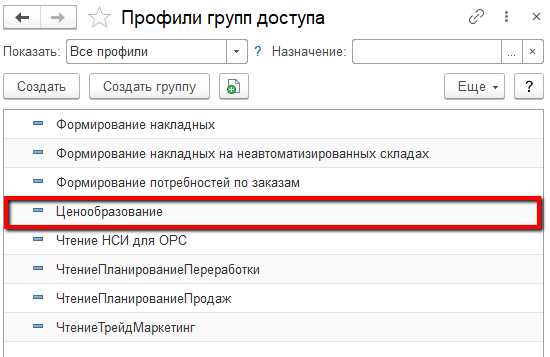 Профили групп доступа
Показать: Все профили ? Назначение: ... ×
Создать Создать группу Еще ?
Формирование накладных
Формирование накладных на неавтоматизированных складах
Формирование потребностей по заказам
Ценообразование
Чтение НСИ для ОРС
ЧтениеПланированиеПереработки
ЧтениеПланированиеПродаж
ЧтениеТрейдМаркетинг